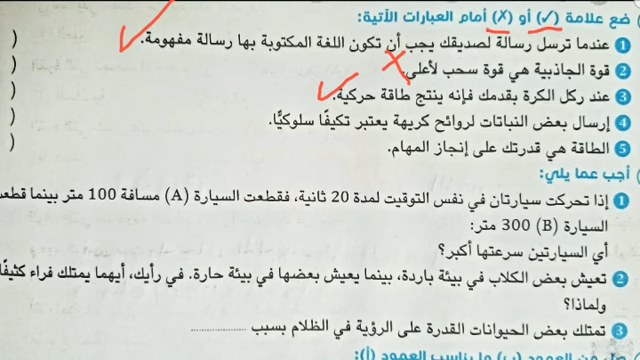 ضع علامة (✓) أو (✗) أمام العبارات الآتية:
1 عندما ترسل رسالة لصديقك يجب أن تكون اللغة المكتوبة بها رسالة مفهومة. (
2 قوة الجاذبية هي قوة سحب لأعلى. (
3 عند ركل الكرة بقدمك فإنه ينتج طاقة حركية. (
4 إرسال بعض النباتات لروائح كريهة يعتبر تكيفًا سلوكيًّا. (
5 الطاقة هي قدرتك على إنجاز المهام. (
أجب عما يلي:
1 إذا تحركت سيارتان في نفس التوقيت لمدة 20 ثانية، فقطعت السيارة (A) مسافة 100 متر بينما قطعت
السيارة (B) 300 متر:
أي السيارتين سرعتها أكبر؟
2 تعيش بعض الكلاب في بيئة باردة، بينما يعيش بعضها في بيئة حارة. في رأيك، أيهما يمتلك فراء كثيفًا
ولماذا؟
3 تمتلك بعض الحيوانات القدرة على الرؤية في الظلام بسبب ................
من العمود (ب) ما يناسب العمود (أ):